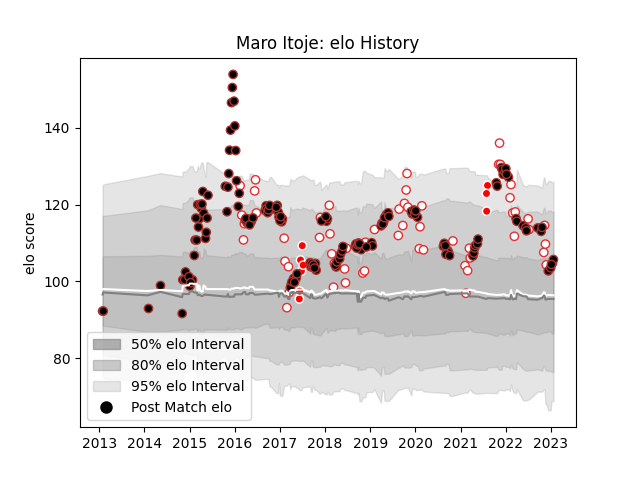 Maro Itoje: elo History
elo score
140
120
100
80
50% elo Interval
80% elo Interval
95% elo Interval
Post Match elo
2013 2014 2015 2016 2017 2018 2019 2020 2021 2022 2023